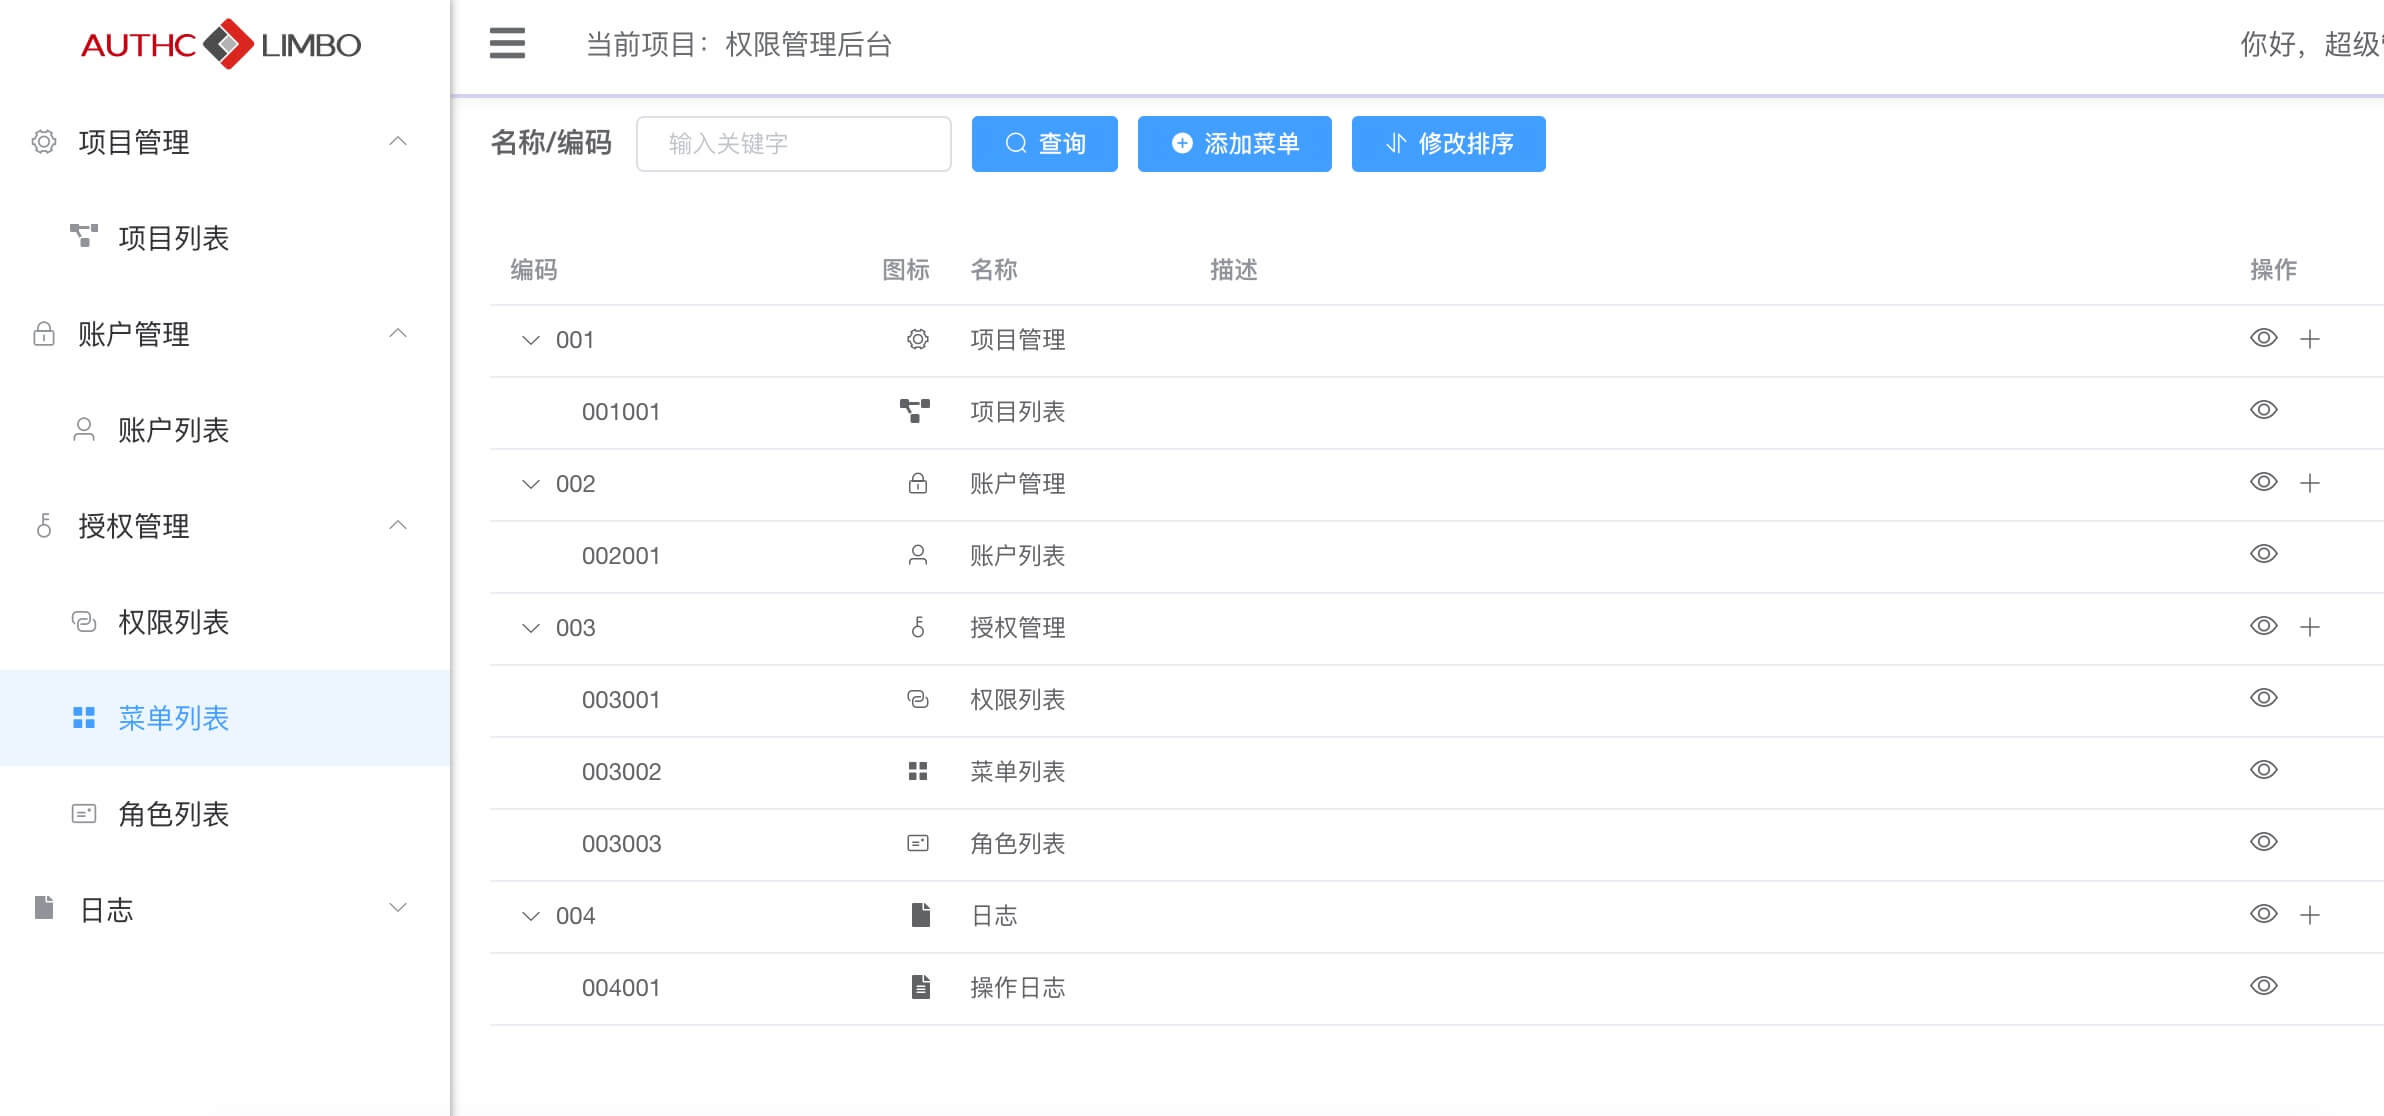 AUTHC LIMBO
当前项目：权限管理后台
你好，超级
项目管理
项目列表
账户管理
账户列表
授权管理
权限列表
菜单列表
角色列表
日志
名称/编码 输入关键字 查询 添加菜单 修改排序
编码 图标 名称 描述 操作
001 项目管理
001001 项目列表
002 账户管理
002001 账户列表
003 授权管理
003001 权限列表
003002 菜单列表
003003 角色列表
004 日志
004001 操作日志